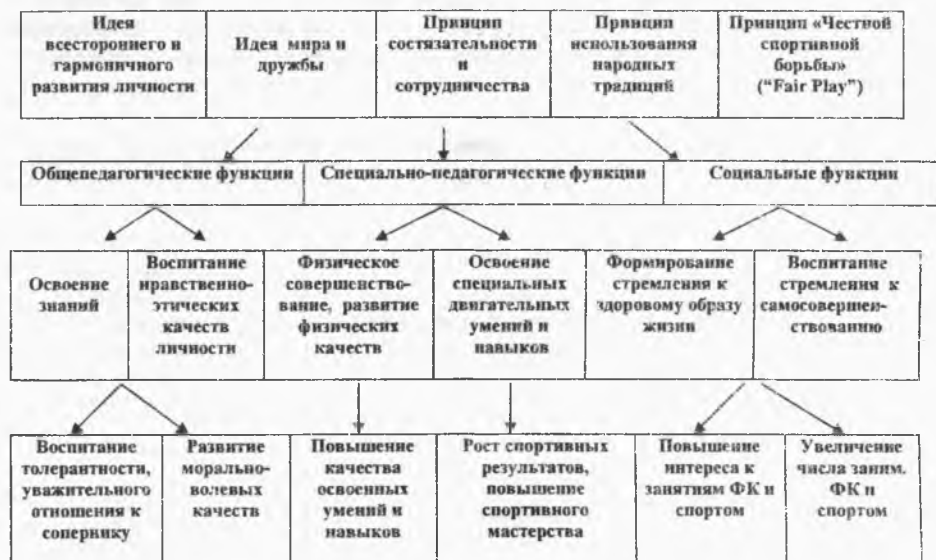 Идея
всестороннего и
гармоничного
развития личности
Идея мира и
дружбы
Принцип
состязательности
и
сотрудничества
Принцип
использования
народных
традиций
Принцип «Честной
спортивной
борьбы»
(“Fair Play”)
Общепедагогические функции
Специально-педагогические функции
Социальные функции
Освоение
знаний
Воспитание
нравственно-
этических
качеств
личности
Физическое
совершенство-
вание, развитие
физических
качеств
Освоение
специальных
двигательных
умений и
навыков
Формирование
стремления к
здоровому образу
жизни
Воспитание
стремления к
самосовершен-
ствованию
Воспитание
толерантности,
уважительного
отношения к
сопернику
Развитие
морально-
волевых
качеств
Повышение
качества
освоенных
умений и
навыков
Рост спортивных
результатов,
повышение
спортивного
мастерства
Повышение
интереса к
занятиям ФК и
спортом
Увеличение
числа заним.
ФК и
спортом